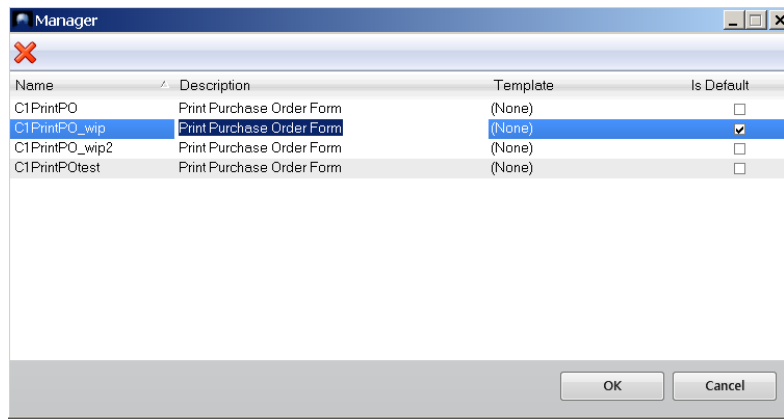 Manager
Name Description Template Is Default
C1PrintPO Print Purchase Order Form (None)
C1PrintPO_wip Print Purchase Order Form (None)
C1PrintPO_wip2 Print Purchase Order Form (None)
C1PrintPOtest Print Purchase Order Form (None)
OK Cancel